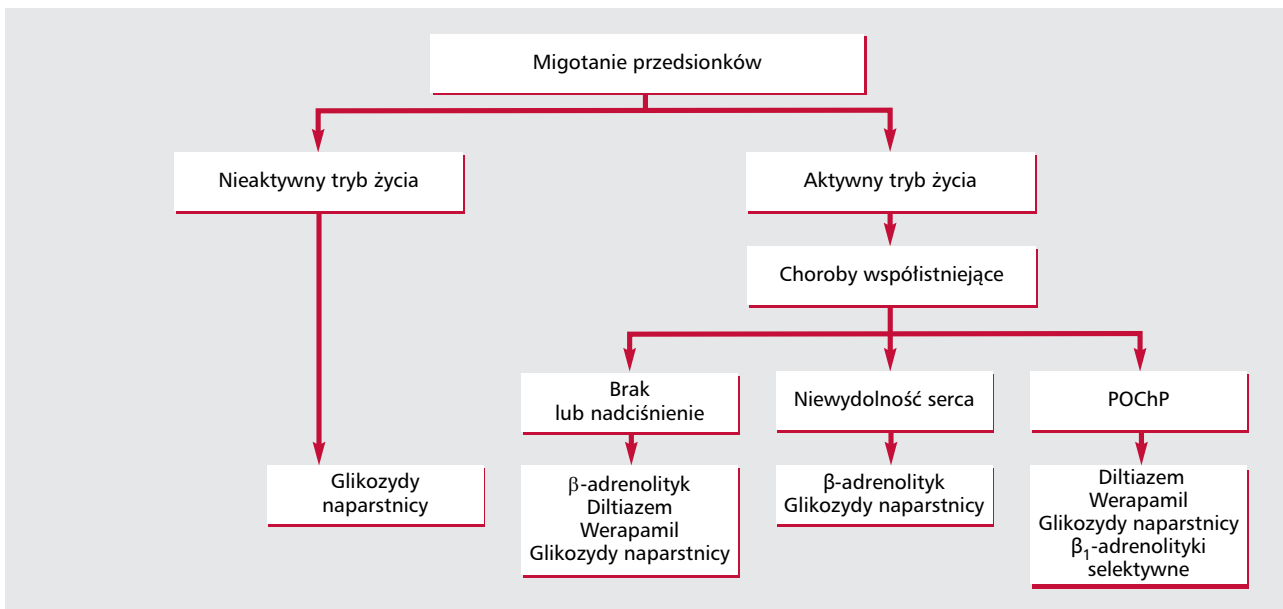 Migotanie przedsionków
Nieaktywny tryb życia
Aktywny tryb życia
Choroby współistniejące
Brak
lub nadciśnienie
Niewydolność serca
POChP
Glikozydy
naparstnicy
β-adrenolityk
Diltiazem
Werapamil
Glikozydy naparstnicy
β-adrenolityk
Glikozydy naparstnicy
Diltiazem
Werapamil
Glikozydy naparstnicy
β₁-adrenolityki
selektywne